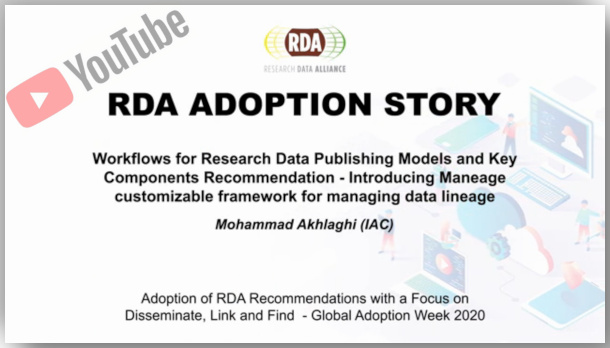 YouTube
RDA
RESEARCH DATA ALLIANCE
RDA ADOPTION STORY
Workflows for Research Data Publishing Models and Key
Components Recommendation - Introducing Maneage
customizable framework for managing data lineage
Mohammad Akhlaghi (IAC)
Adoption of RDA Recommendations with a Focus on
Disseminate, Link and Find - Global Adoption Week 2020